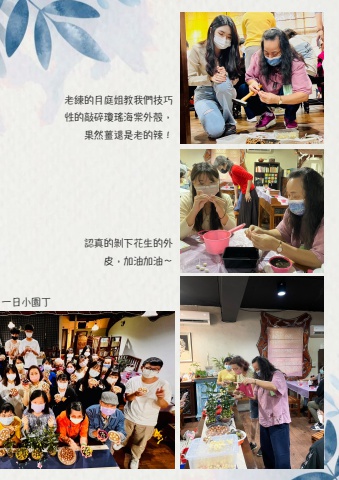 老練的月庭姐教我們技巧
性的敲碎瓊瑤海棠外殼，
果然薑還是老的辣！
認真的剝下花生的外
皮，加油加油～
一日小園丁